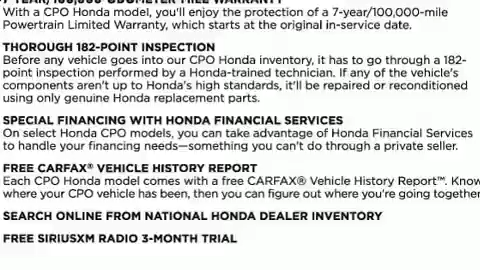 7-YEAR/100,000-ODOMETER MILE WARRANTY
With a CPO Honda model, you'll enjoy the protection of a 7-year/100,000-mile
Powertrain Limited Warranty, which starts at the original in-service date.
THOROUGH 182-POINT INSPECTION
Before any vehicle goes into our CPO Honda inventory, it has to go through a 182-
point inspection performed by a Honda-trained technician. If any of the vehicle's
components aren't up to Honda's high standards, it'll be repaired or reconditioned
using only genuine Honda replacement parts.
SPECIAL FINANCING WITH HONDA FINANCIAL SERVICES
On select Honda CPO models, you can take advantage of Honda Financial Services
to handle your financing needs—something you can't do through a private seller.
FREE CARFAX® VEHICLE HISTORY REPORT
Each CPO Honda model comes with a free CARFAX® Vehicle History Report™. Know
where your CPO vehicle has been, then you can figure out where you're going together
SEARCH ONLINE FROM NATIONAL HONDA DEALER INVENTORY
FREE SIRIUSXM RADIO 3-MONTH TRIAL